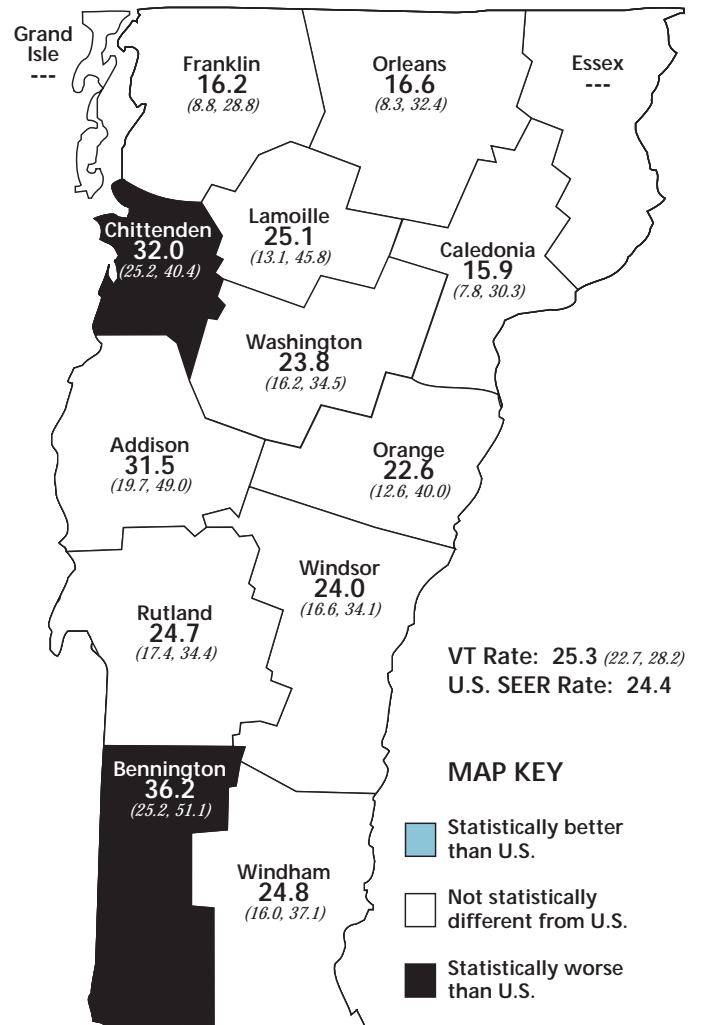 Grand
Isle
---
Franklin
16.2
(8.8, 28.8)
Orleans
16.6
(8.3, 32.4)
Essex
---
Chittenden
32.0
(25.2, 40.4)
Lamoille
25.1
(13.1, 45.8)
Caledonia
15.9
(7.8, 30.3)
Washington
23.8
(16.2, 34.5)
Addison
31.5
(19.7, 49.0)
Orange
22.6
(12.6, 40.0)
Windsor
24.0
(16.6, 34.1)
Rutland
24.7
(17.4, 34.4)
VT Rate: 25.3 (22.7, 28.2)
U.S. SEER Rate: 24.4
Bennington
36.2
(25.2, 51.1)
Windham
24.8
(16.0, 37.1)
MAP KEY
Statistically better
than U.S.
Not statistically
different from U.S.
Statistically worse
than U.S.